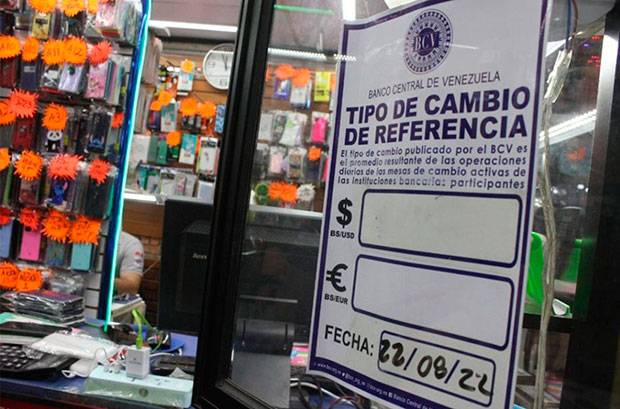 BCV
BANCO CENTRAL DE VENEZUELA
TIPO DE CAMBIO
DE REFERENCIA
El tipo de cambio publicado por el BCV es
el promedio resultante de las operaciones
diarias de las mesas de cambio activas de
las instituciones bancarias participantes
$
BS/USD
€
BS/EUR
FECHA: 22/08/22